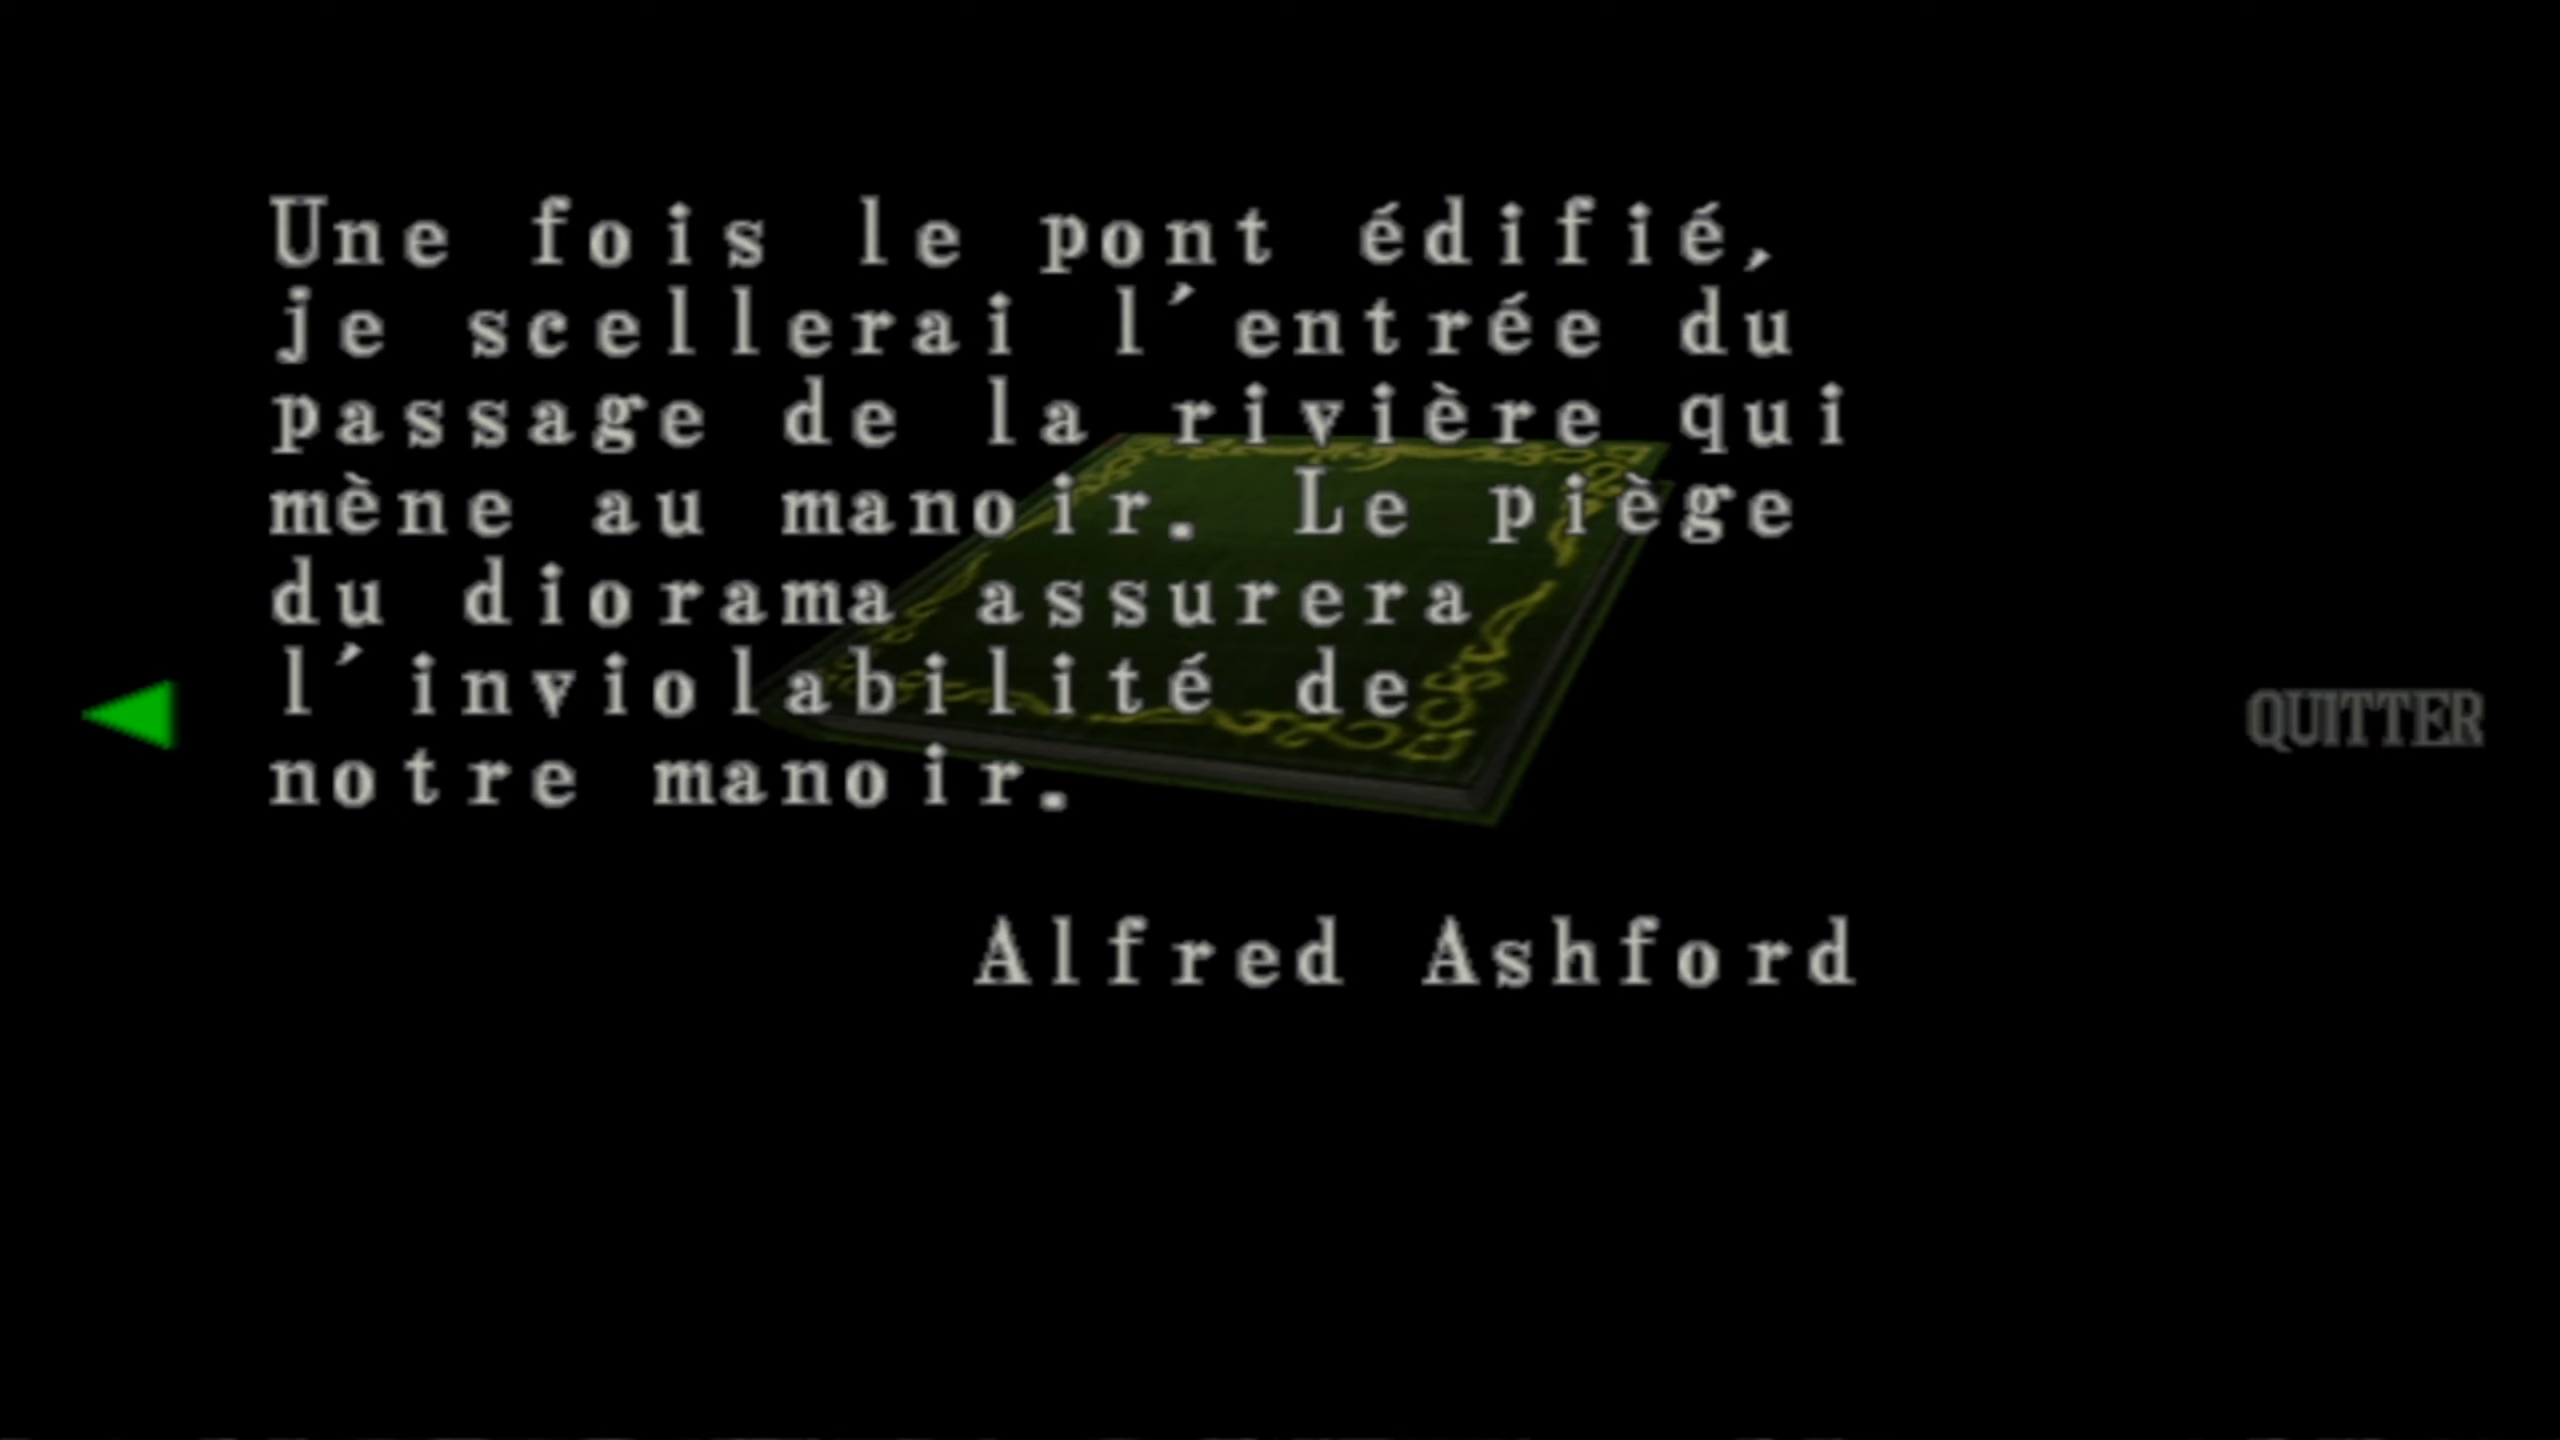 Une fois le pont édifié,
je scellerai l´entrée du
passage de la rivière qui
mène au manoir. Le piège
du diorama assurera
l´inviolabilité de
notre manoir.
QUITTER
Alfred Ashford